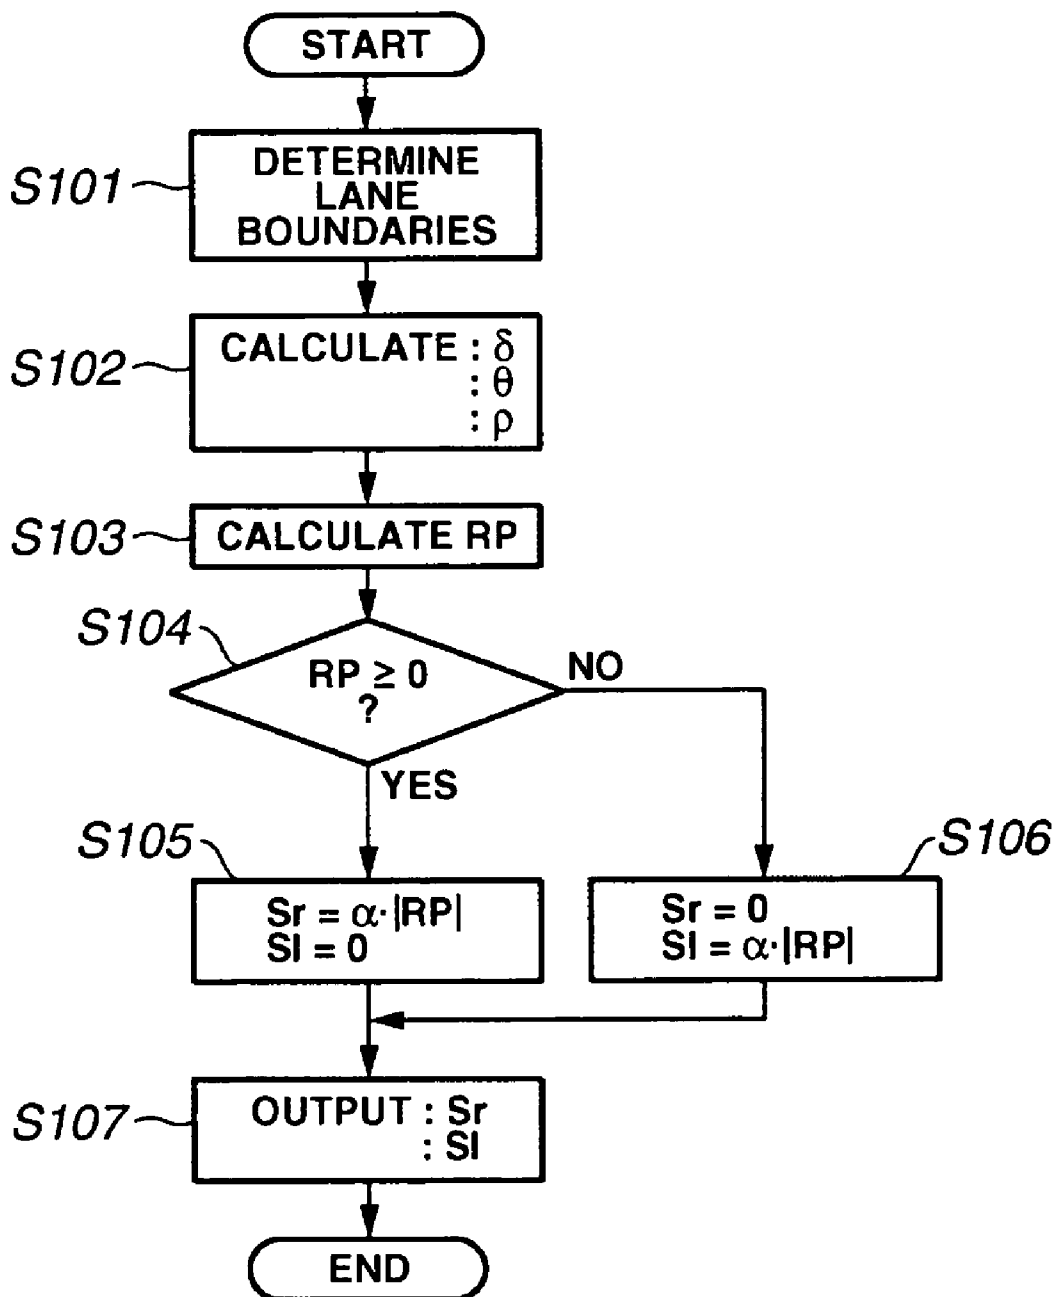 START
S101
DETERMINE
LANE
BOUNDARIES
S102
CALCULATE : δ
: θ
: ρ
S103
CALCULATE RP
S104
RP ≥ 0
?
NO
YES
S105
Sr = α·|RP|
Sl = 0
S106
Sr = 0
Sl = α·|RP|
S107
OUTPUT : Sr
: Sl
END